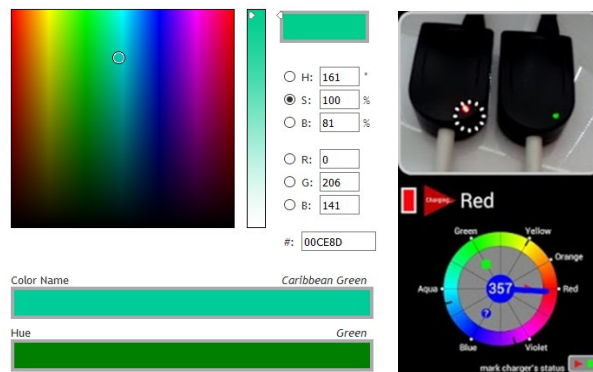 H: 161 °
S: 100 %
B: 81 %
R: 0
G: 206
B: 141
#: 00CE8D
Color Name Caribbean Green
Hue Green
Charging.. Red
Green Yellow
Orange
Aqua 357 Red
?
Blue Violet
mark charger's status